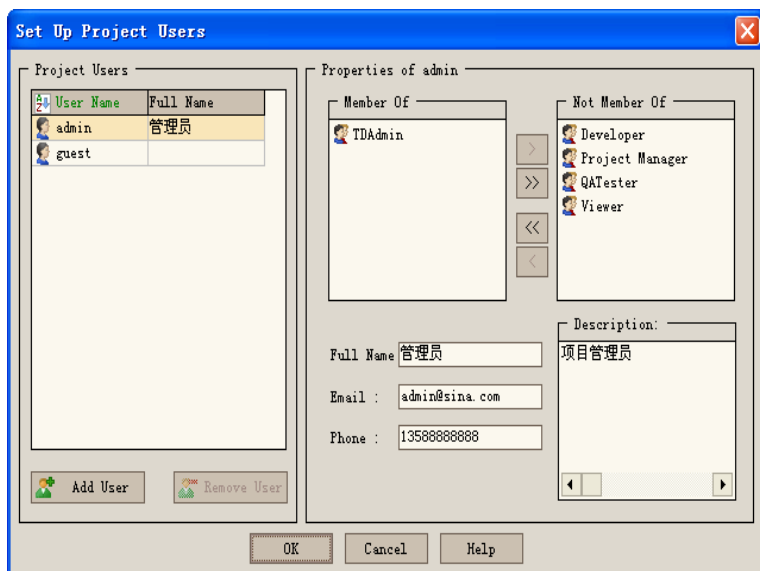 Set Up Project Users
Project Users
User Name Full Name
admin 管理员
guest
Add User
Remove User
Properties of admin
Member Of
TDAdmin
>
>>
<<
<
Not Member Of
Developer
Project Manager
QATester
Viewer
Full Name 管理员
Email : admin@sina.com
Phone : 13588888888
Description:
项目管理员
OK
Cancel
Help